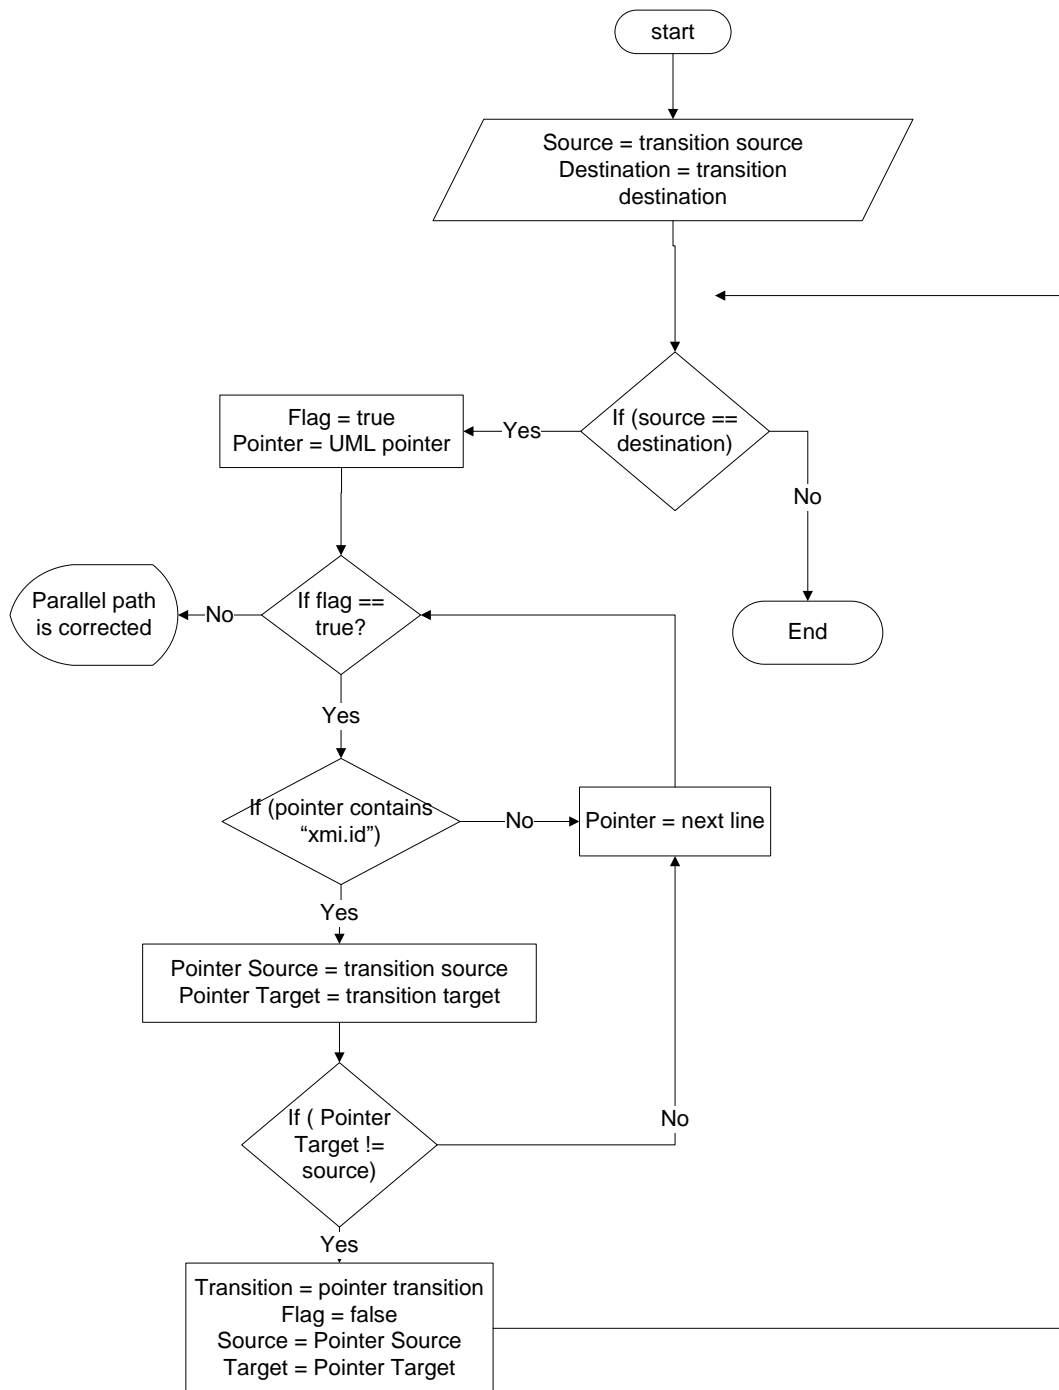 start
Source = transition source
Destination = transition
destination
If (source ==
destination)
Yes
No
Flag = true
Pointer = UML pointer
End
If flag ==
true?
No
Parallel path
is corrected
Yes
If (pointer contains
“xmi.id”)
No
Pointer = next line
Yes
Pointer Source = transition source
Pointer Target = transition target
If ( Pointer
Target !=
source)
No
Yes
Transition = pointer transition
Flag = false
Source = Pointer Source
Target = Pointer Target